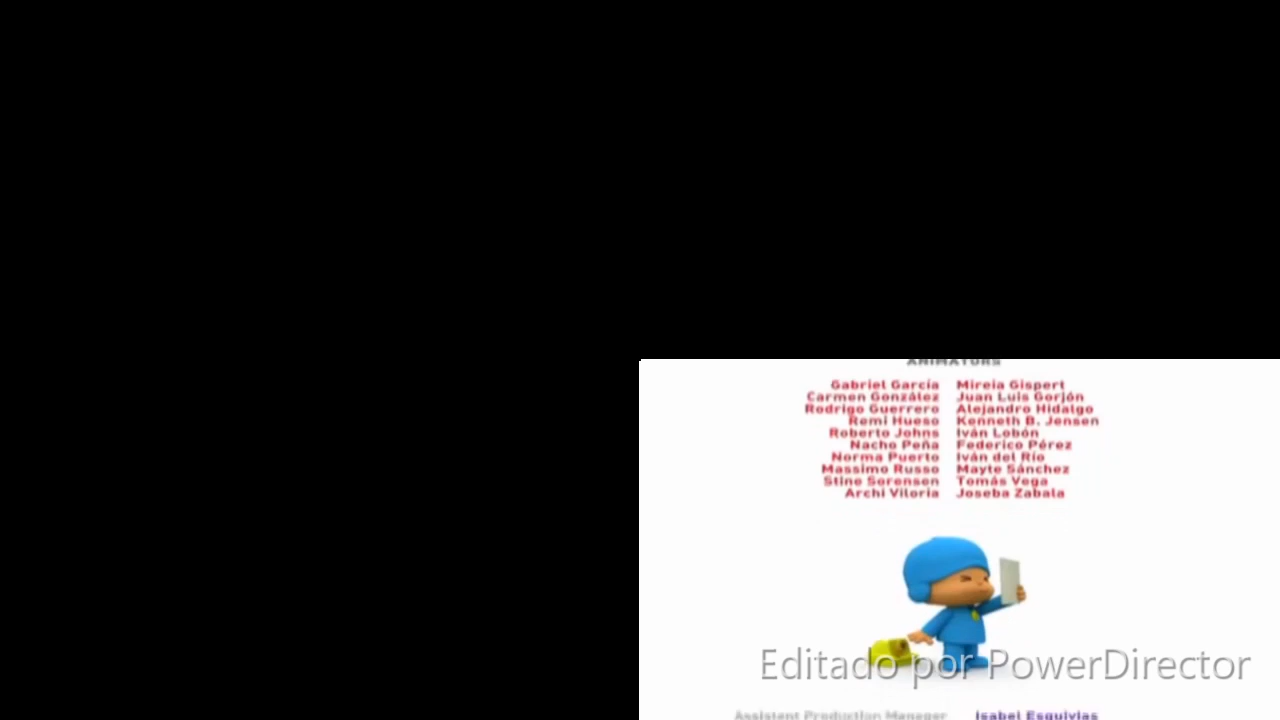 ANIMATORS
Gabriel García Mireia Gispert
Carmen González Juan Luis Gorjón
Rodrigo Guerrero Alejandro Hidalgo
Remi Hueso Kenneth B. Jensen
Roberto Johns Iván Lobón
Nacho Peña Federico Pérez
Norma Puerto Iván del Río
Massimo Russo Mayte Sánchez
Stine Sorensen Tomás Vega
Archi Viloria Joseba Zabala
Editado por PowerDirector
Assistent Production Manager Isabel Esquivias